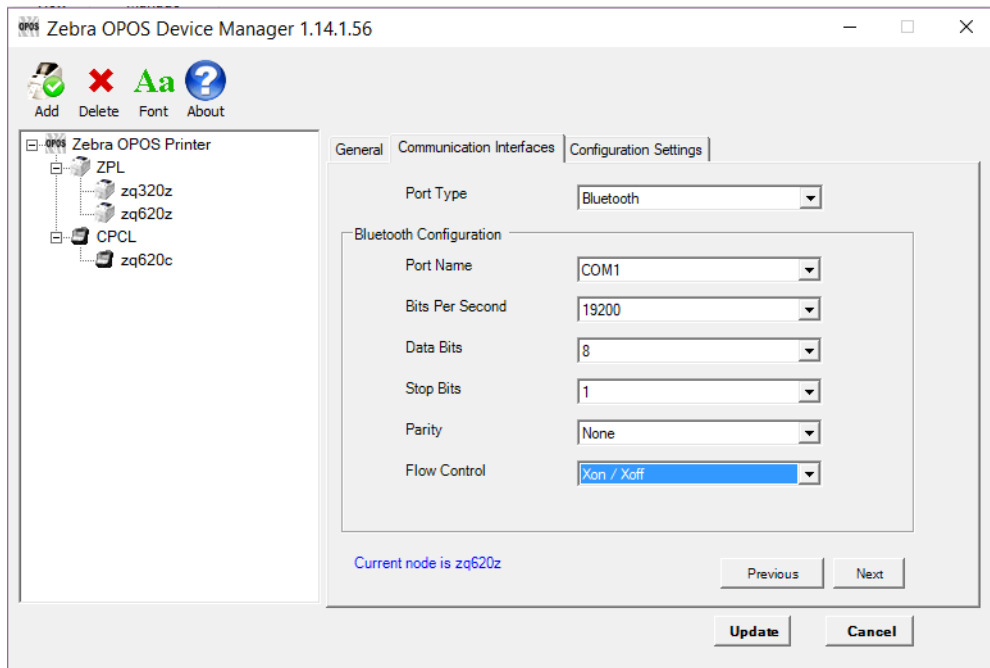 OPOS Zebra OPOS Device Manager 1.14.1.56
Aa
?
Add Delete Font About
OPOS Zebra OPOS Printer
ZPL
zq320z
zq620z
CPCL
zq620c
General Communication Interfaces Configuration Settings
Port Type Bluetooth
Bluetooth Configuration
Port Name COM1
Bits Per Second 19200
Data Bits 8
Stop Bits 1
Parity None
Flow Control Xon / Xoff
Current node is zq620z
Previous Next
Update Cancel